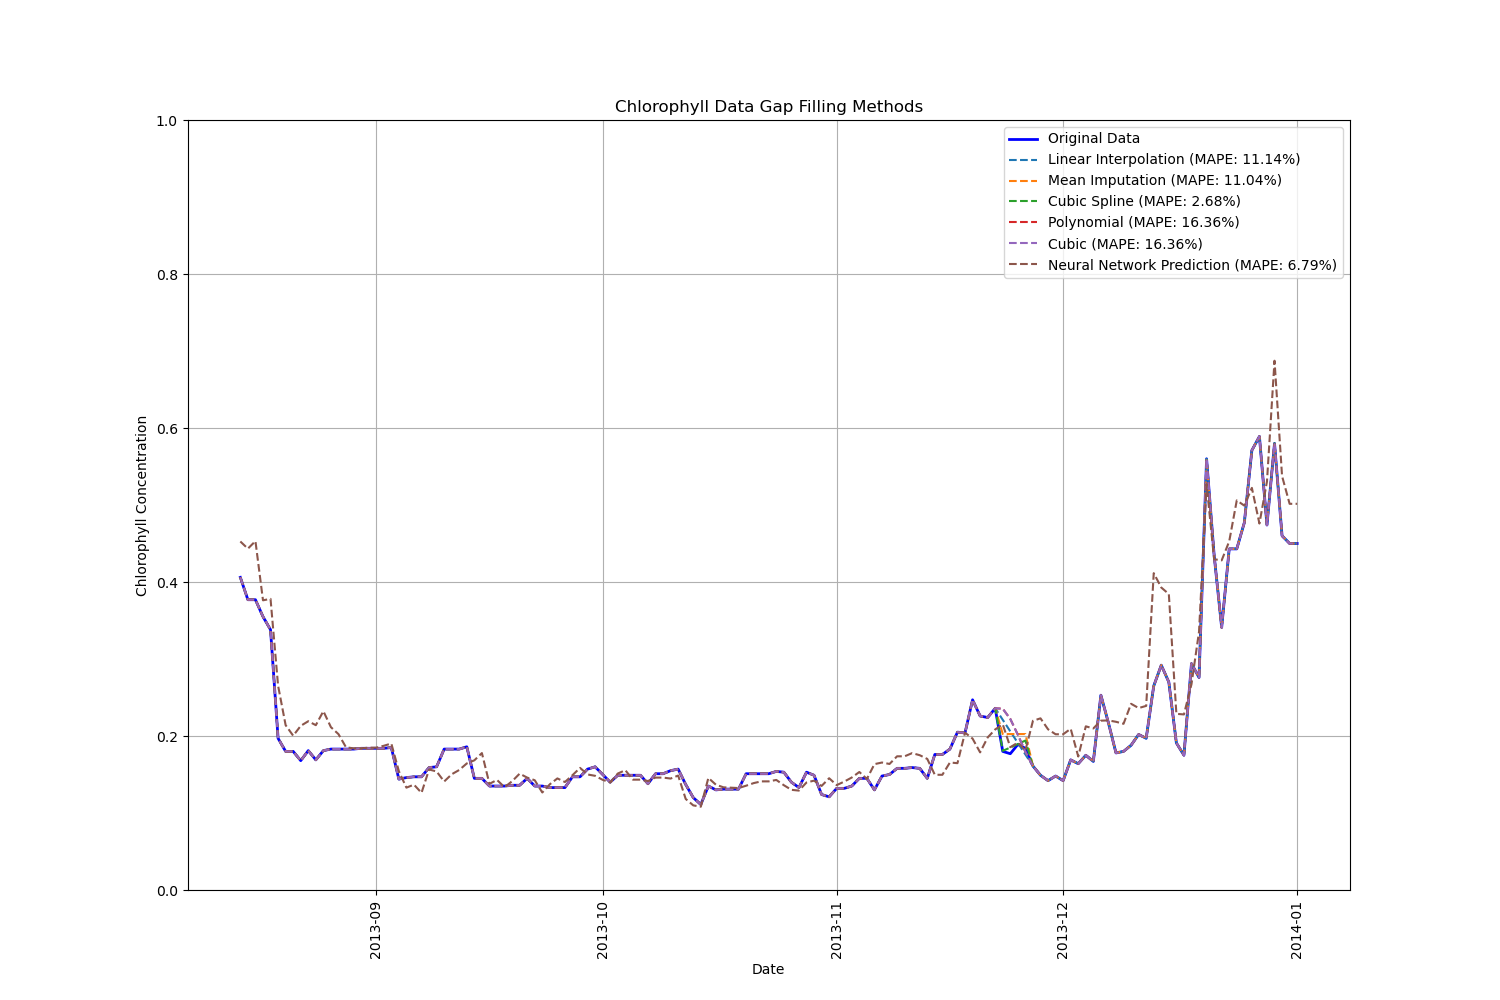 Chlorophyll Data Gap Filling Methods
1.0
0.8
0.6
0.4
0.2
0.0
Chlorophyll Concentration
Original Data
Linear Interpolation (MAPE: 11.14%)
Mean Imputation (MAPE: 11.04%)
Cubic Spline (MAPE: 2.68%)
Polynomial (MAPE: 16.36%)
Cubic (MAPE: 16.36%)
Neural Network Prediction (MAPE: 6.79%)
2013-09
2013-10
2013-11
2013-12
2014-01
Date